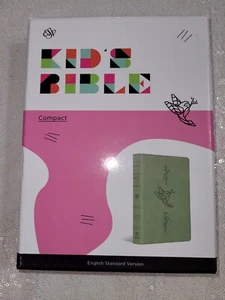 ESV
KID'S
BIBLE
Compact
English Standard Version